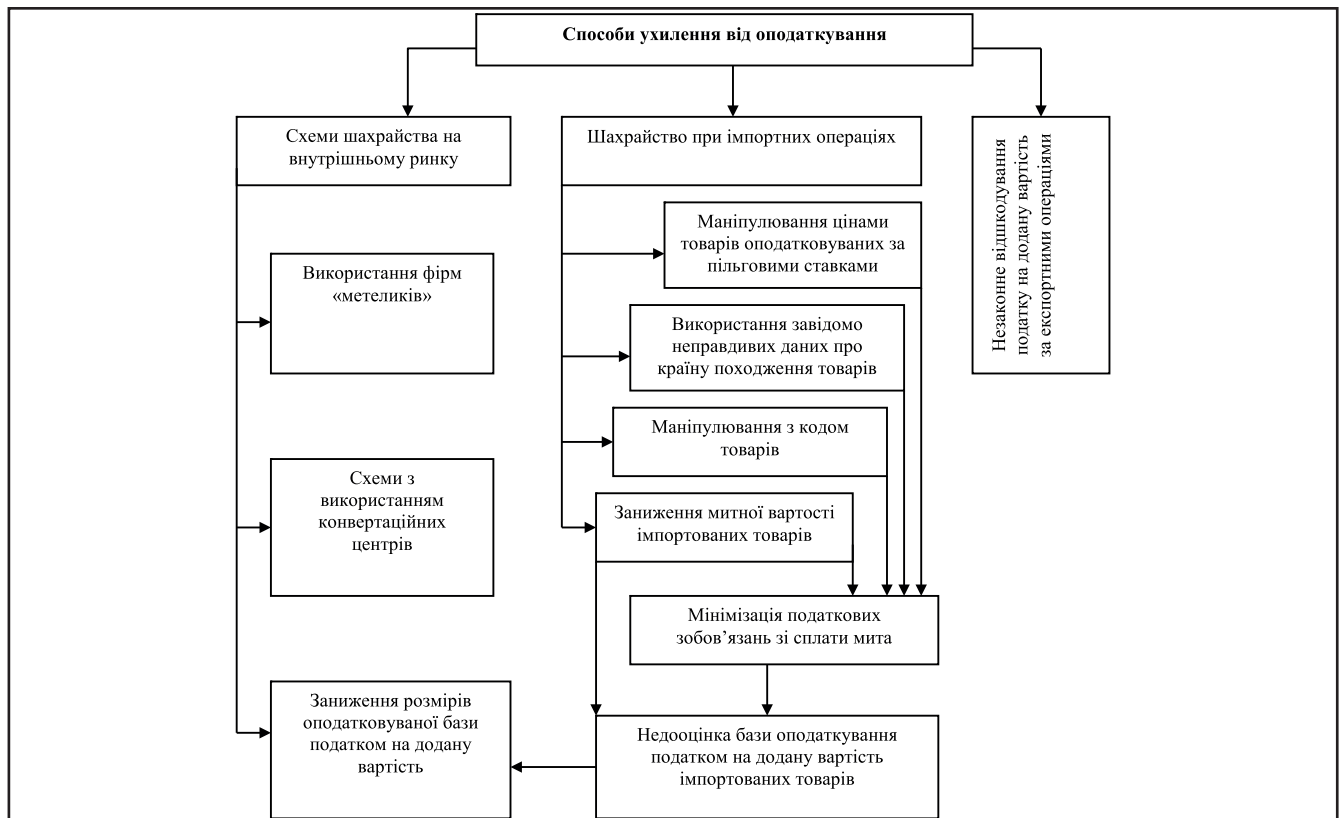 Способи ухилення від оподаткування
Схеми шахрайства на
внутрішньому ринку
Шахрайство при імпортних операціях
Незаконне відшкодування
податку на додану вартість
за експортними операціями
Маніпулювання цінами
товарів оподатковуваних за
пільговими ставками
Використання фірм
«метеликів»
Використання завідомо
неправдивих даних про
країну походження товарів
Маніпулювання з кодом
товарів
Схеми з
використанням
конвертаційних
центрів
Заниження митної вартості
імпортованих товарів
Мінімізація податкових
зобов’язань зі сплати мита
Заниження розмірів
оподатковуваної бази
податком на додану
вартість
Недооцінка бази оподаткування
податком на додану вартість
імпортованих товарів